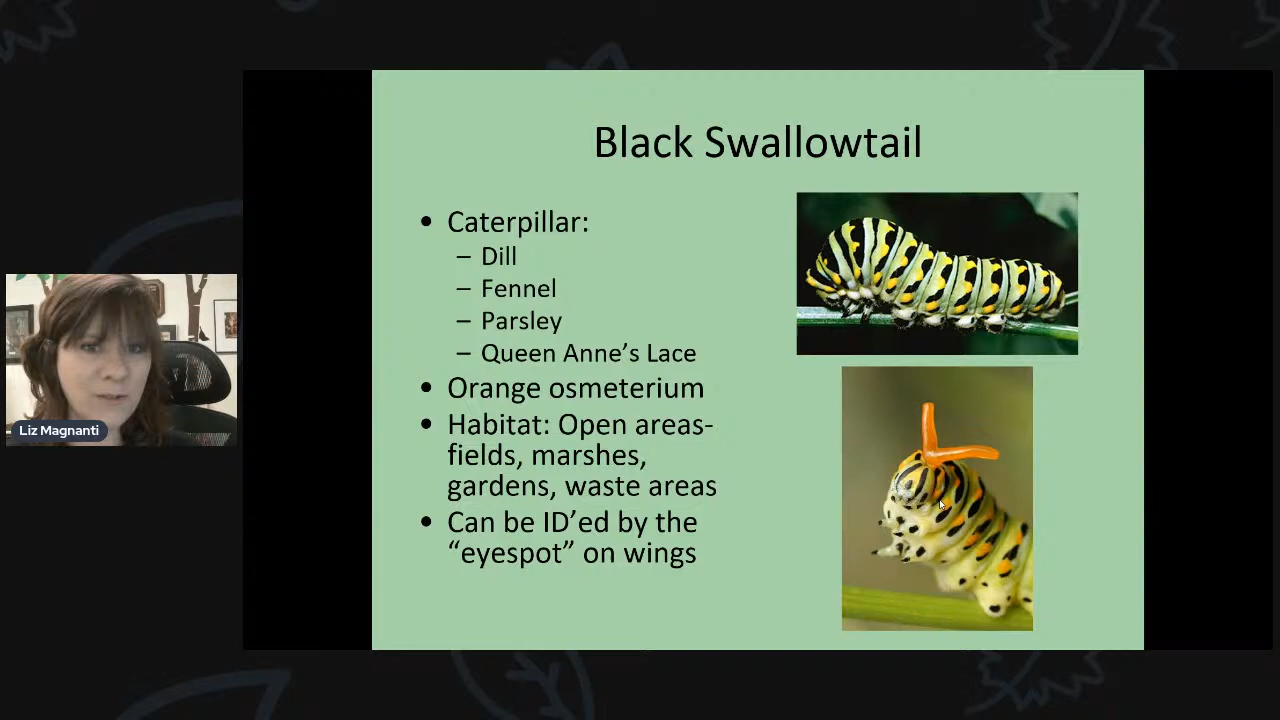 Black Swallowtail
• Caterpillar:
– Dill
– Fennel
– Parsley
– Queen Anne’s Lace
• Orange osmeterium
• Habitat: Open areas-
fields, marshes,
gardens, waste areas
• Can be ID’ed by the
“eyespot” on wings
Liz Magnanti